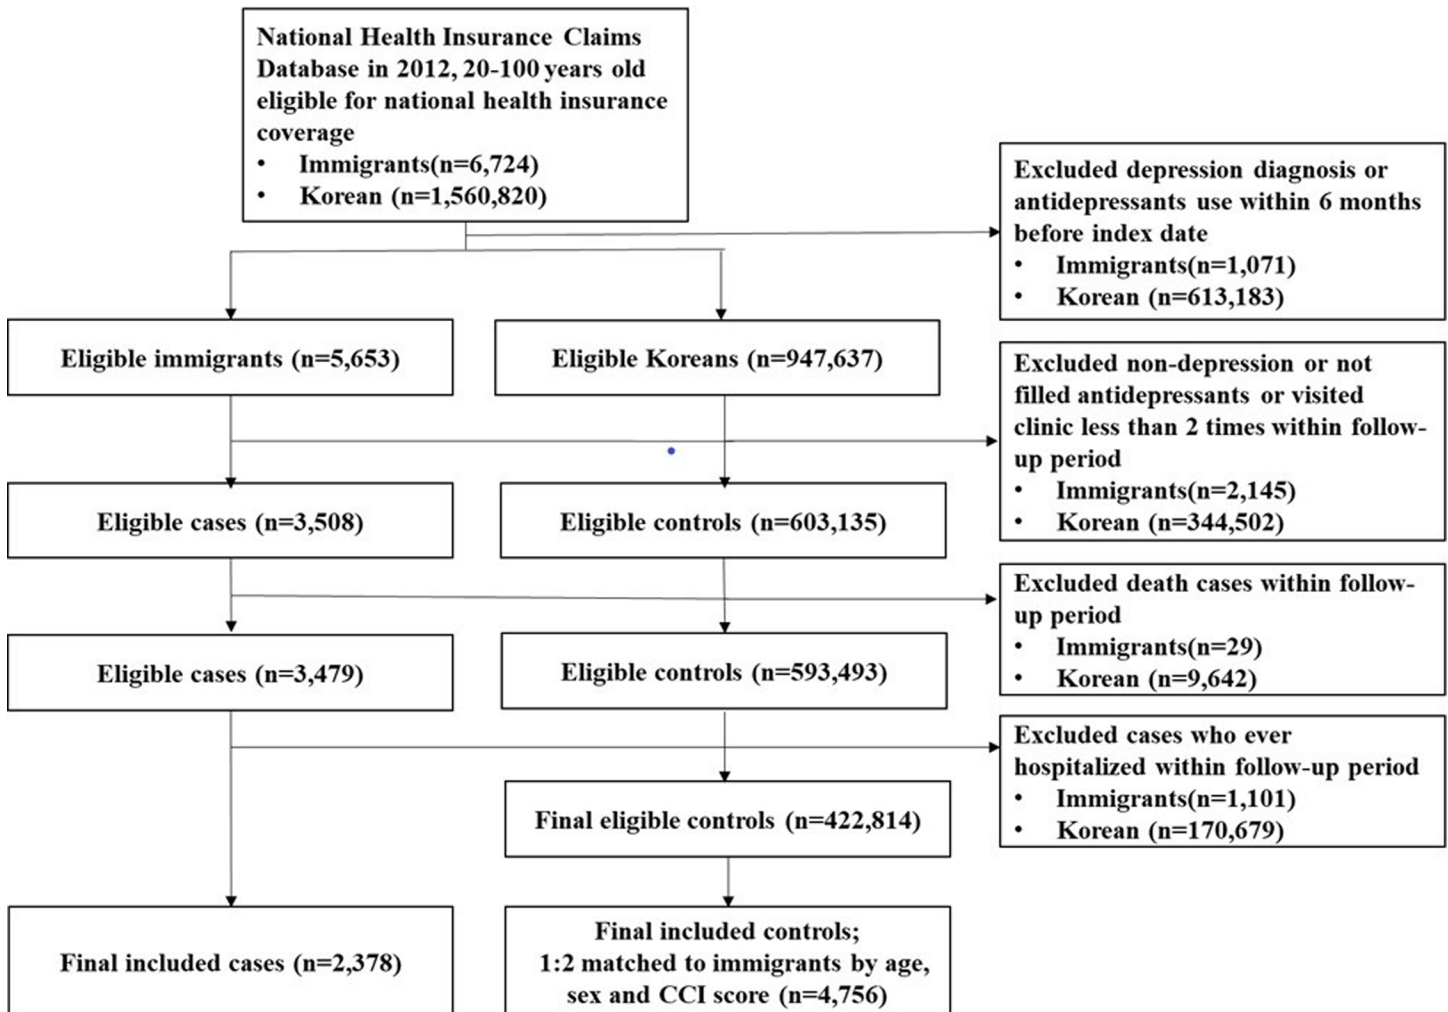 National Health Insurance Claims
Database in 2012, 20-100 years old
eligible for national health insurance
coverage
• Immigrants(n=6,724)
• Korean (n=1,560,820)
Excluded depression diagnosis or
antidepressants use within 6 months
before index date
• Immigrants(n=1,071)
• Korean (n=613,183)
Eligible immigrants (n=5,653)
Eligible Koreans (n=947,637)
Excluded non-depression or not
filled antidepressants or visited
clinic less than 2 times within follow-
up period
• Immigrants(n=2,145)
• Korean (n=344,502)
Eligible cases (n=3,508)
Eligible controls (n=603,135)
Excluded death cases within follow-
up period
• Immigrants(n=29)
• Korean (n=9,642)
Eligible cases (n=3,479)
Eligible controls (n=593,493)
Excluded cases who ever
hospitalized within follow-up period
• Immigrants(n=1,101)
• Korean (n=170,679)
Final eligible controls (n=422,814)
Final included cases (n=2,378)
Final included controls;
1:2 matched to immigrants by age,
sex and CCI score (n=4,756)